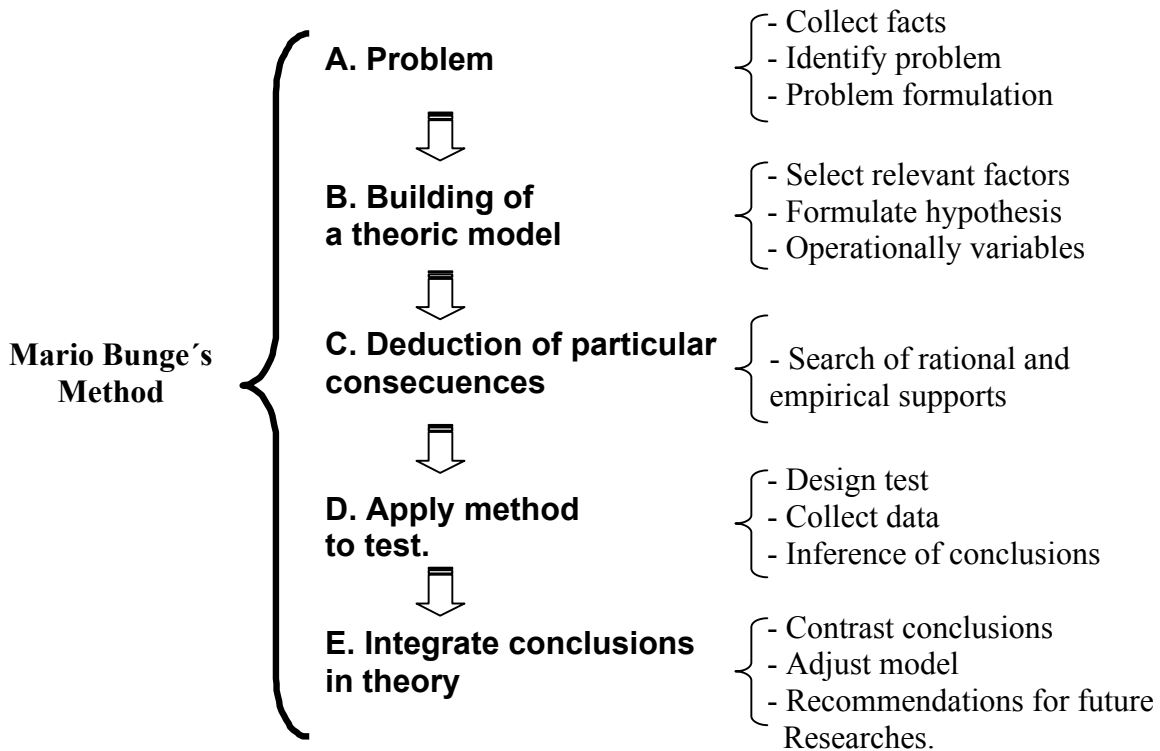 Mario Bunge´s
Method
A. Problem
- Collect facts
- Identify problem
- Problem formulation
B. Building of
a theoric model
- Select relevant factors
- Formulate hypothesis
- Operationally variables
C. Deduction of particular
consecuences
- Search of rational and
empirical supports
D. Apply method
to test.
- Design test
- Collect data
- Inference of conclusions
E. Integrate conclusions
in theory
- Contrast conclusions
- Adjust model
- Recommendations for future
Researches.